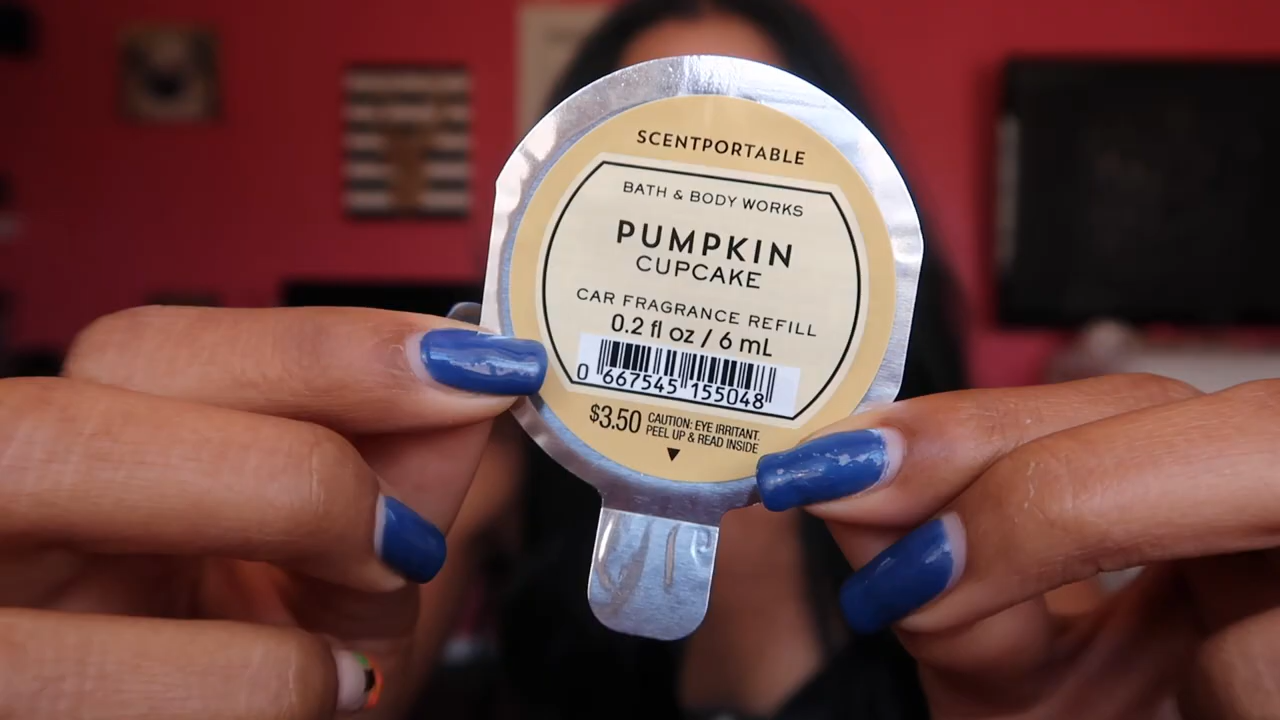 SCENTPORTABLE
BATH & BODY WORKS
PUMPKIN
CUPCAKE
CAR FRAGRANCE REFILL
0.2 fl oz / 6 mL
0 667545 155048
$3.50 CAUTION: EYE IRRITANT.
PEEL UP & READ INSIDE